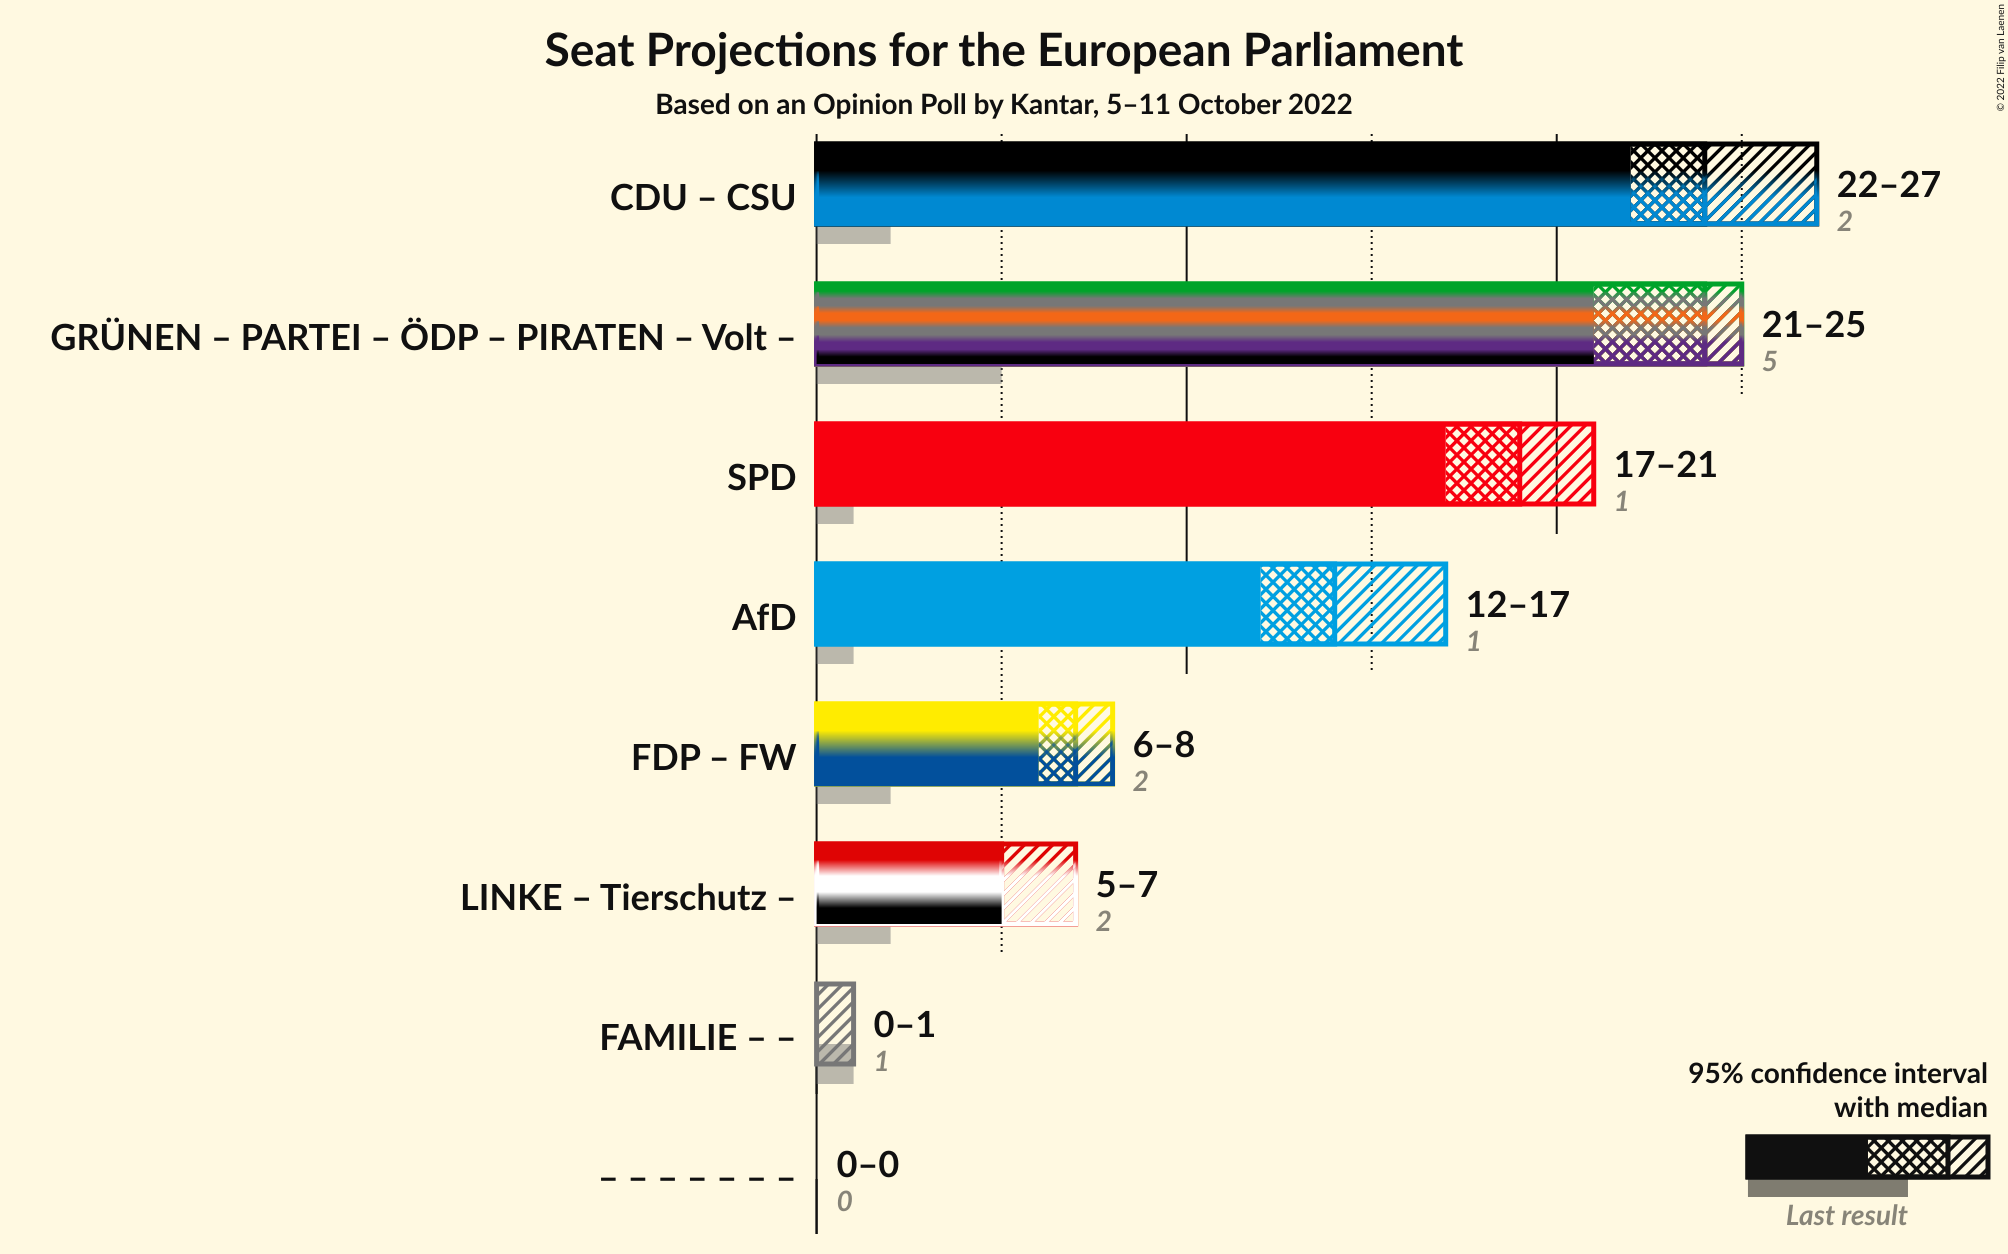 Seat Projections for the European Parliament
Based on an Opinion Poll by Kantar, 5–11 October 2022
© 2022 Filip van Laenen
CDU – CSU
22–27
2
GRÜNEN – PARTEI – ÖDP – PIRATEN – Volt –
21–25
5
SPD
17–21
1
AfD
12–17
1
FDP – FW
6–8
2
LINKE – Tierschutz –
5–7
2
FAMILIE – –
0–1
1
– – – – – – –
0–0
0
95% confidence interval
with median
Last result